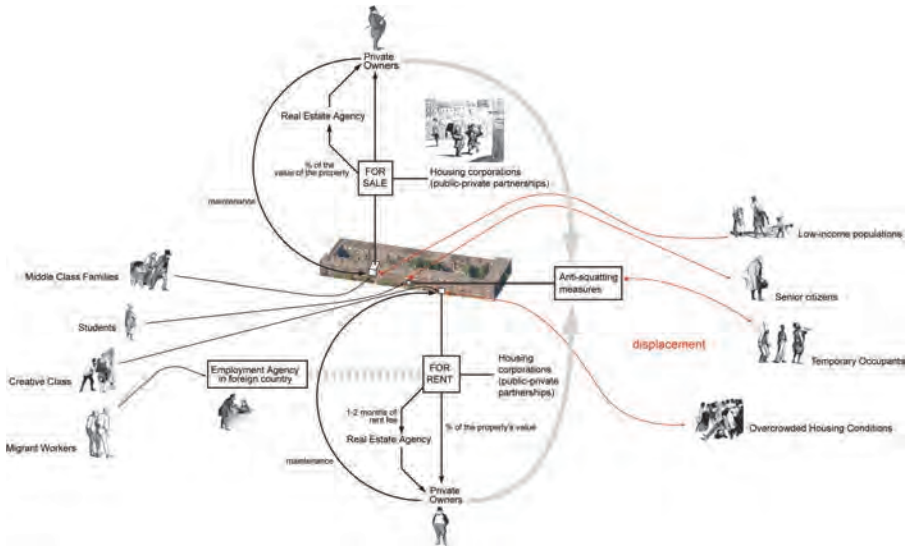 Private
Owners
Real Estate Agency
% of the
value of the property
FOR
SALE
Housing corporations
(public-private partnerships)
maintenance
Low-income populations
Middle Class Families
Anti-squatting
measures
Senior citizens
Students
displacement
Temporary Occupants
Creative Class
Employment Agency
in foreign country
FOR
RENT
Housing
corporations
(public-private
partnerships)
1-2 months of
rent fee
Real Estate Agency
% of the property's value
Overcrowded Housing Conditions
Migrant Workers
maintenance
Private
Owners